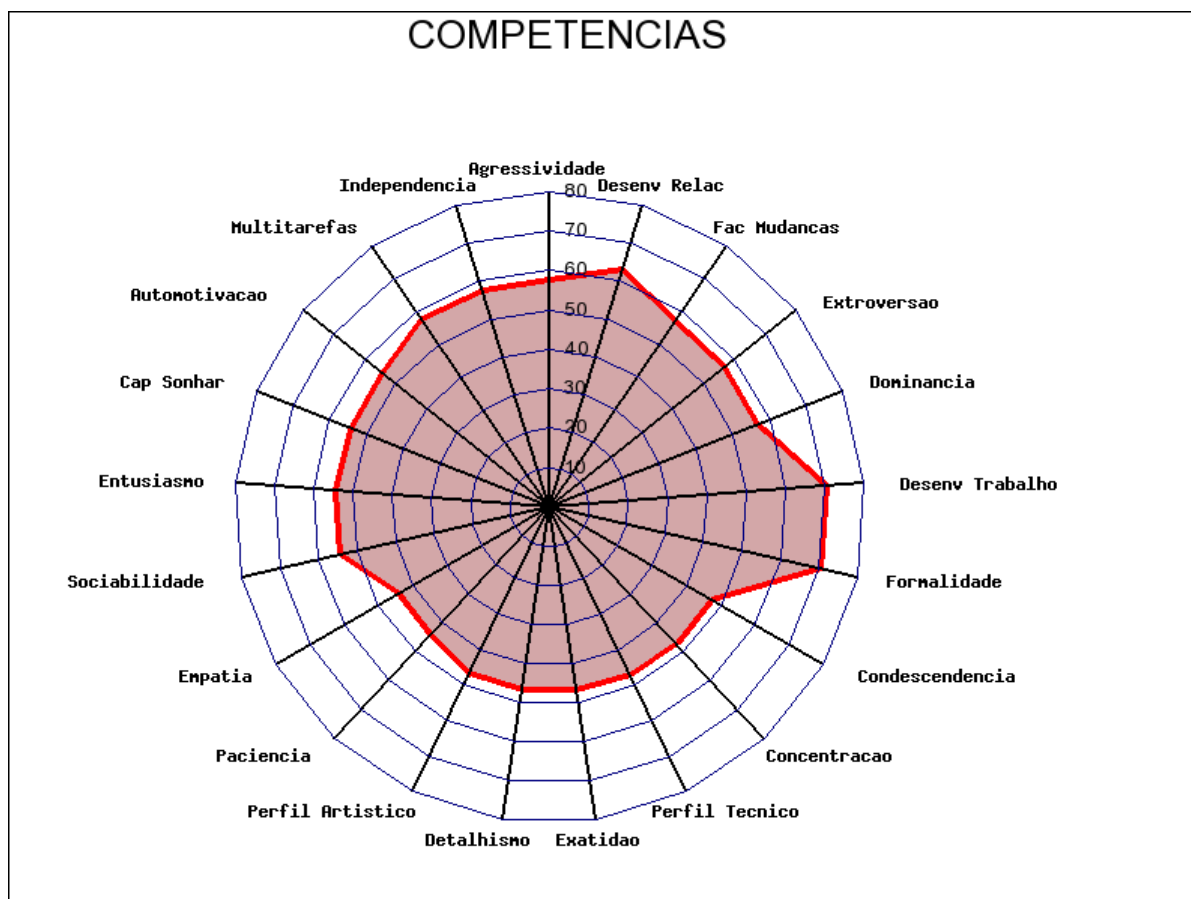 COMPETENCIAS
Agressividade
Independencia
Desenv Relac
80
Multitarefas
Fac Mudancas
70
60
Automotivacao
Extroversao
50
40
Cap Sonhar
Dominancia
30
20
10
Entusiasmo
Desenv Trabalho
Sociabilidade
Formalidade
Empatia
Condescendencia
Paciencia
Concentracao
Perfil Artistico
Perfil Tecnico
Detalhismo
Exatidao